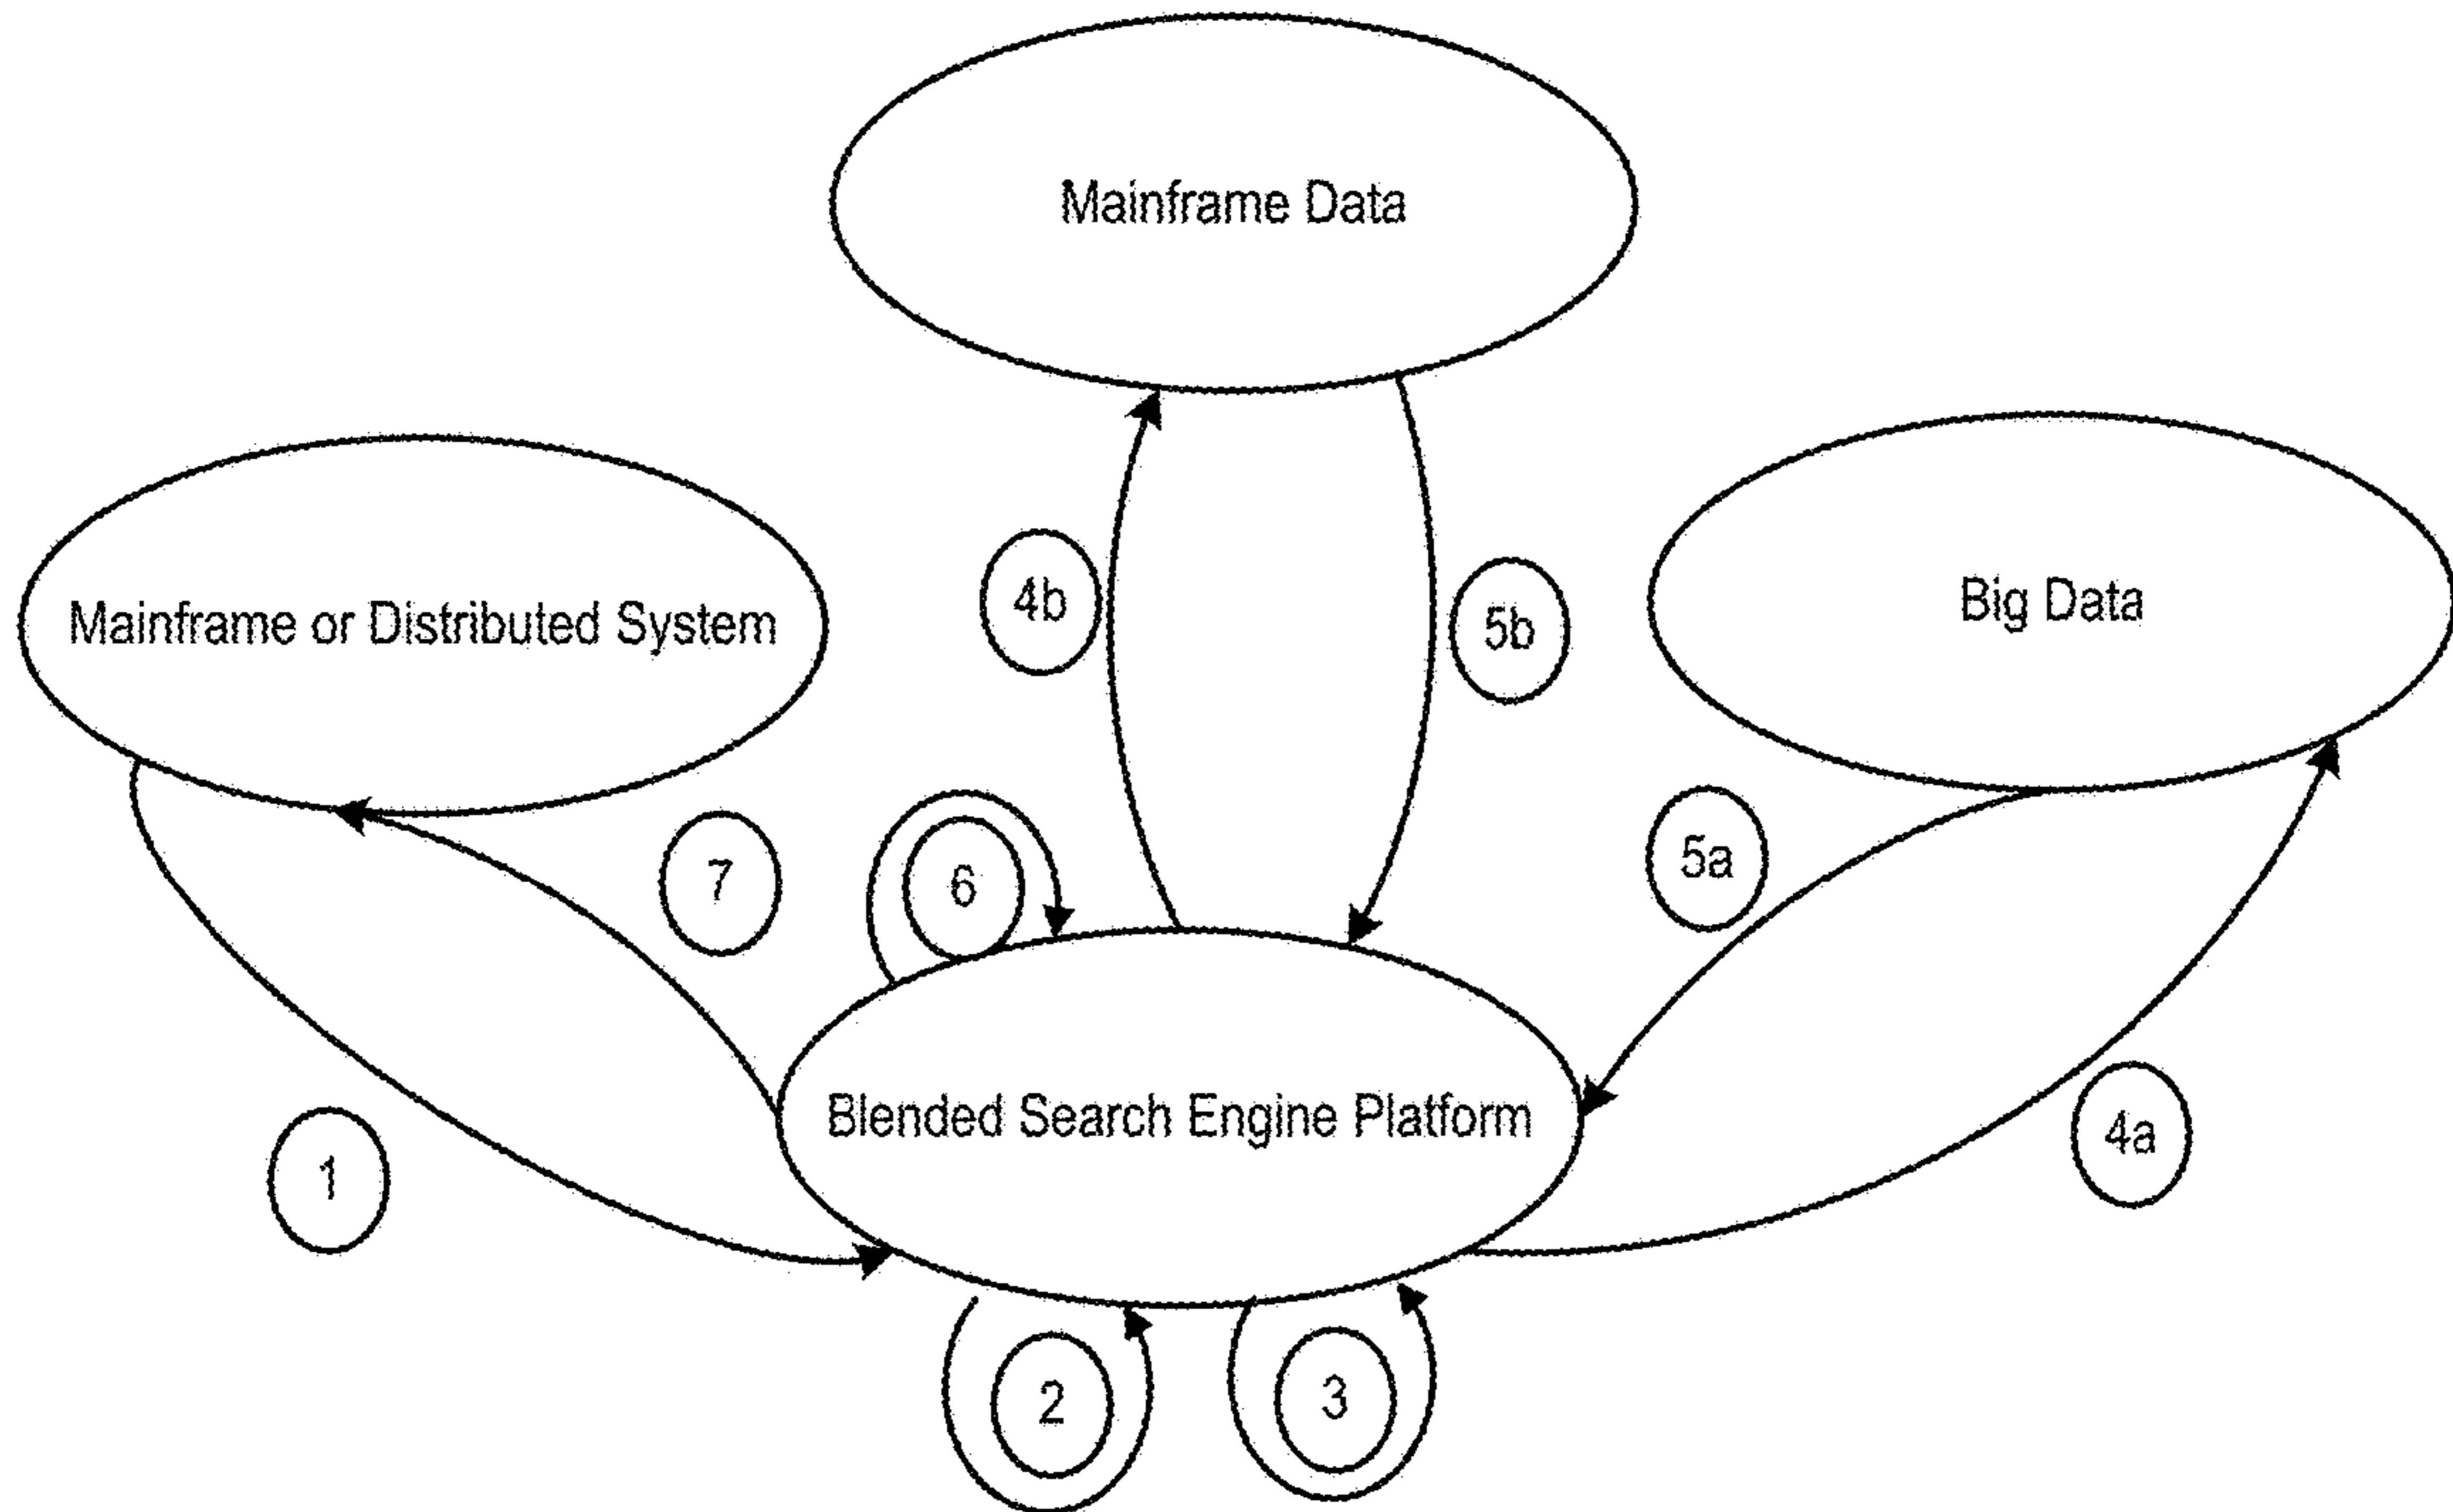 Mainframe Data
Mainframe or Distributed System
4b
5b
Big Data
7
6
5a
Blended Search Engine Platform
1
4a
2
3